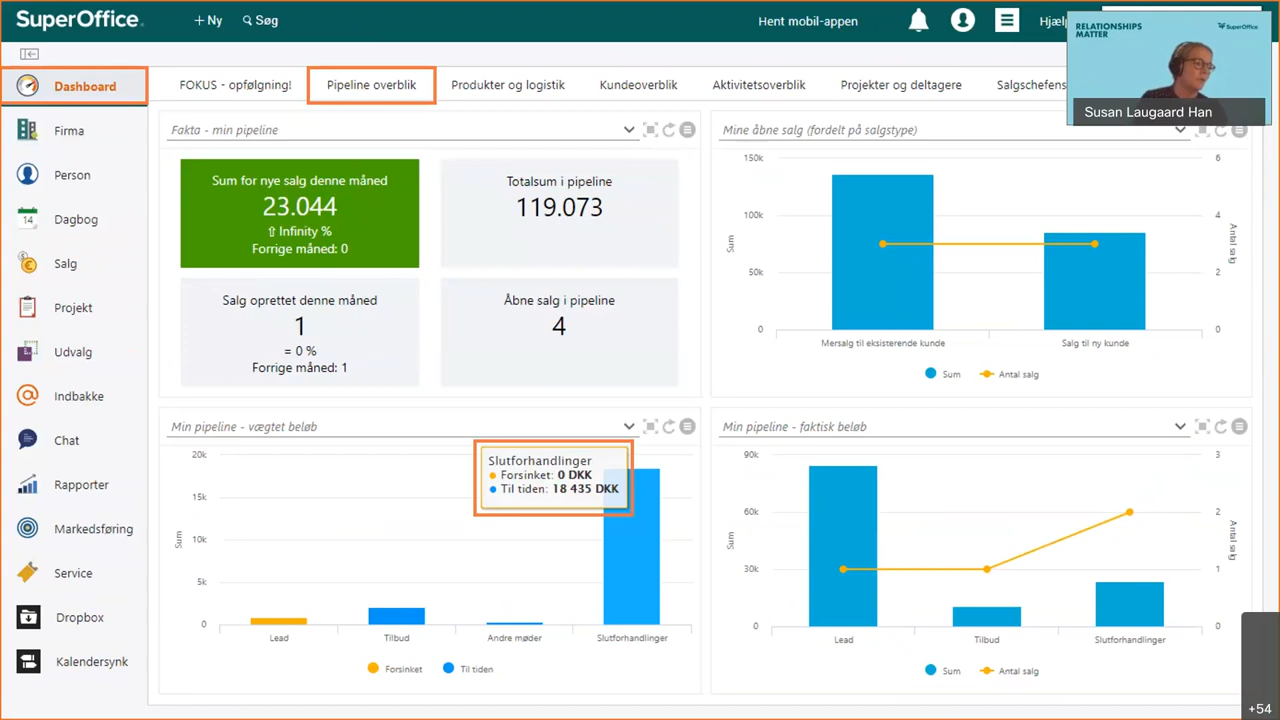 SuperOffice
+ Ny
Søg
Hent mobil-appen
Hjælp
RELATIONSHIPS
MATTER
SuperOffice
Susan Laugaard Han
Dashboard
Firma
Person
14
Dagbog
Salg
Projekt
Udvalg
Indbakke
Chat
Rapporter
Markedsføring
Service
Dropbox
Kalendersynk
FOKUS - opfølgning!
Pipeline overblik
Produkter og logistik
Kundeoverblik
Aktivitetsoverblik
Projekter og deltagere
Salgschefens
Fakta - min pipeline
Sum for nye salg denne måned
23.044
⇧ Infinity %
Forrige måned: 0
Totalsum i pipeline
119.073
Salg oprettet denne måned
1
= 0 %
Forrige måned: 1
Åbne salg i pipeline
4
Mine åbne salg (fordelt på salgstype)
150k
100k
50k
0
Sum
6
4
2
0
Antal salg
Mersalg til eksisterende kunde
Salg til ny kunde
Sum
Antal salg
Min pipeline - vægtet beløb
20k
15k
10k
5k
0
Sum
Slutforhandlinger
Forsinket: 0 DKK
Til tiden: 18 435 DKK
Lead
Tilbud
Andre møder
Slutforhandlinger
Forsinket
Til tiden
Min pipeline - faktisk beløb
90k
60k
30k
0
Sum
3
2
1
0
Antal salg
Lead
Tilbud
Slutforhandlinger
Sum
Antal salg
+54